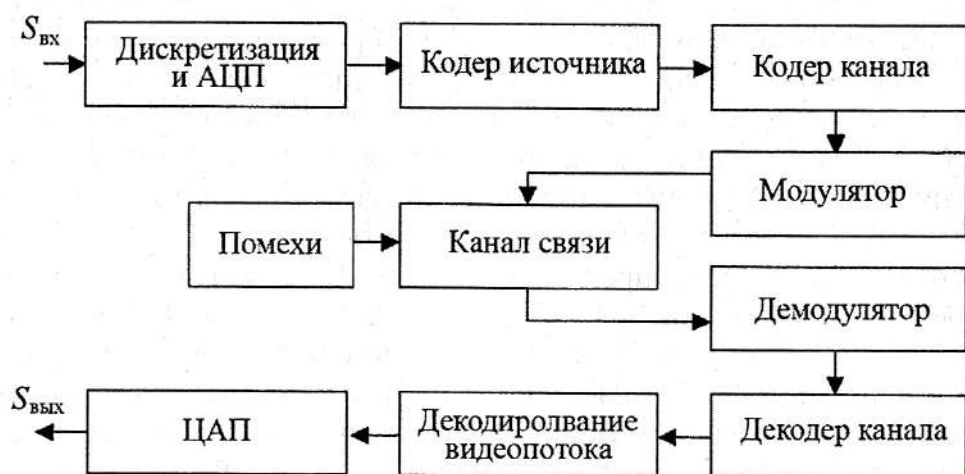 Sвх
Дискретизация
и АЦП
Кодер источника
Кодер канала
Модулятор
Помехи
Канал связи
Демодулятор
Sвых
ЦАП
Декодиролвание
видеопотока
Декодер канала